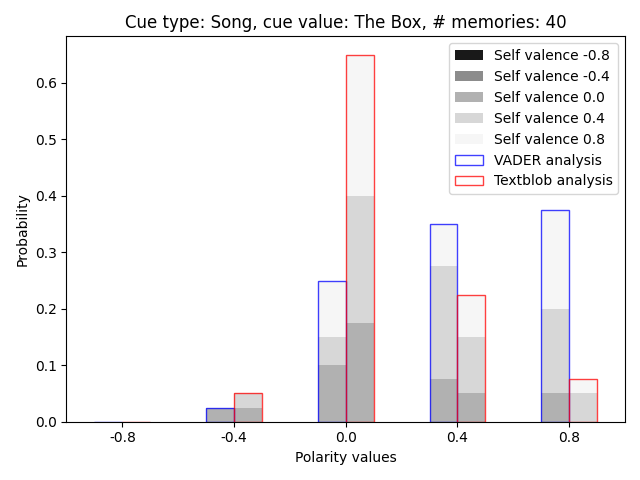 Cue type: Song, cue value: The Box, # memories: 40
Self valence -0.8
Self valence -0.4
Self valence 0.0
Self valence 0.4
Self valence 0.8
VADER analysis
Textblob analysis
Probability
0.6
0.5
0.4
0.3
0.2
0.1
0.0
-0.8
-0.4
0.0
0.4
0.8
Polarity values